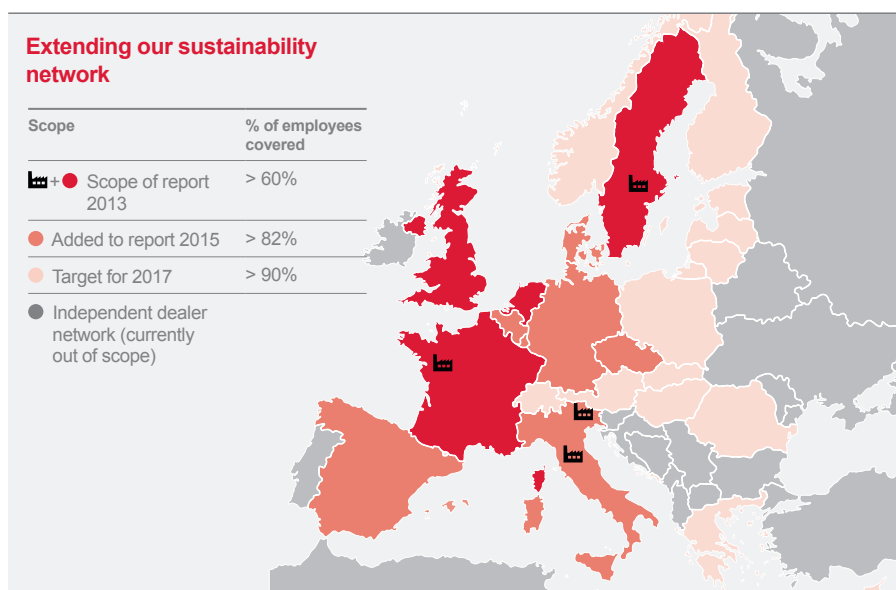 Extending our sustainability
network
Scope
% of employees
covered
+ Scope of report
2013
> 60%
Added to report 2015
> 82%
Target for 2017
> 90%
Independent dealer
network (currently
out of scope)